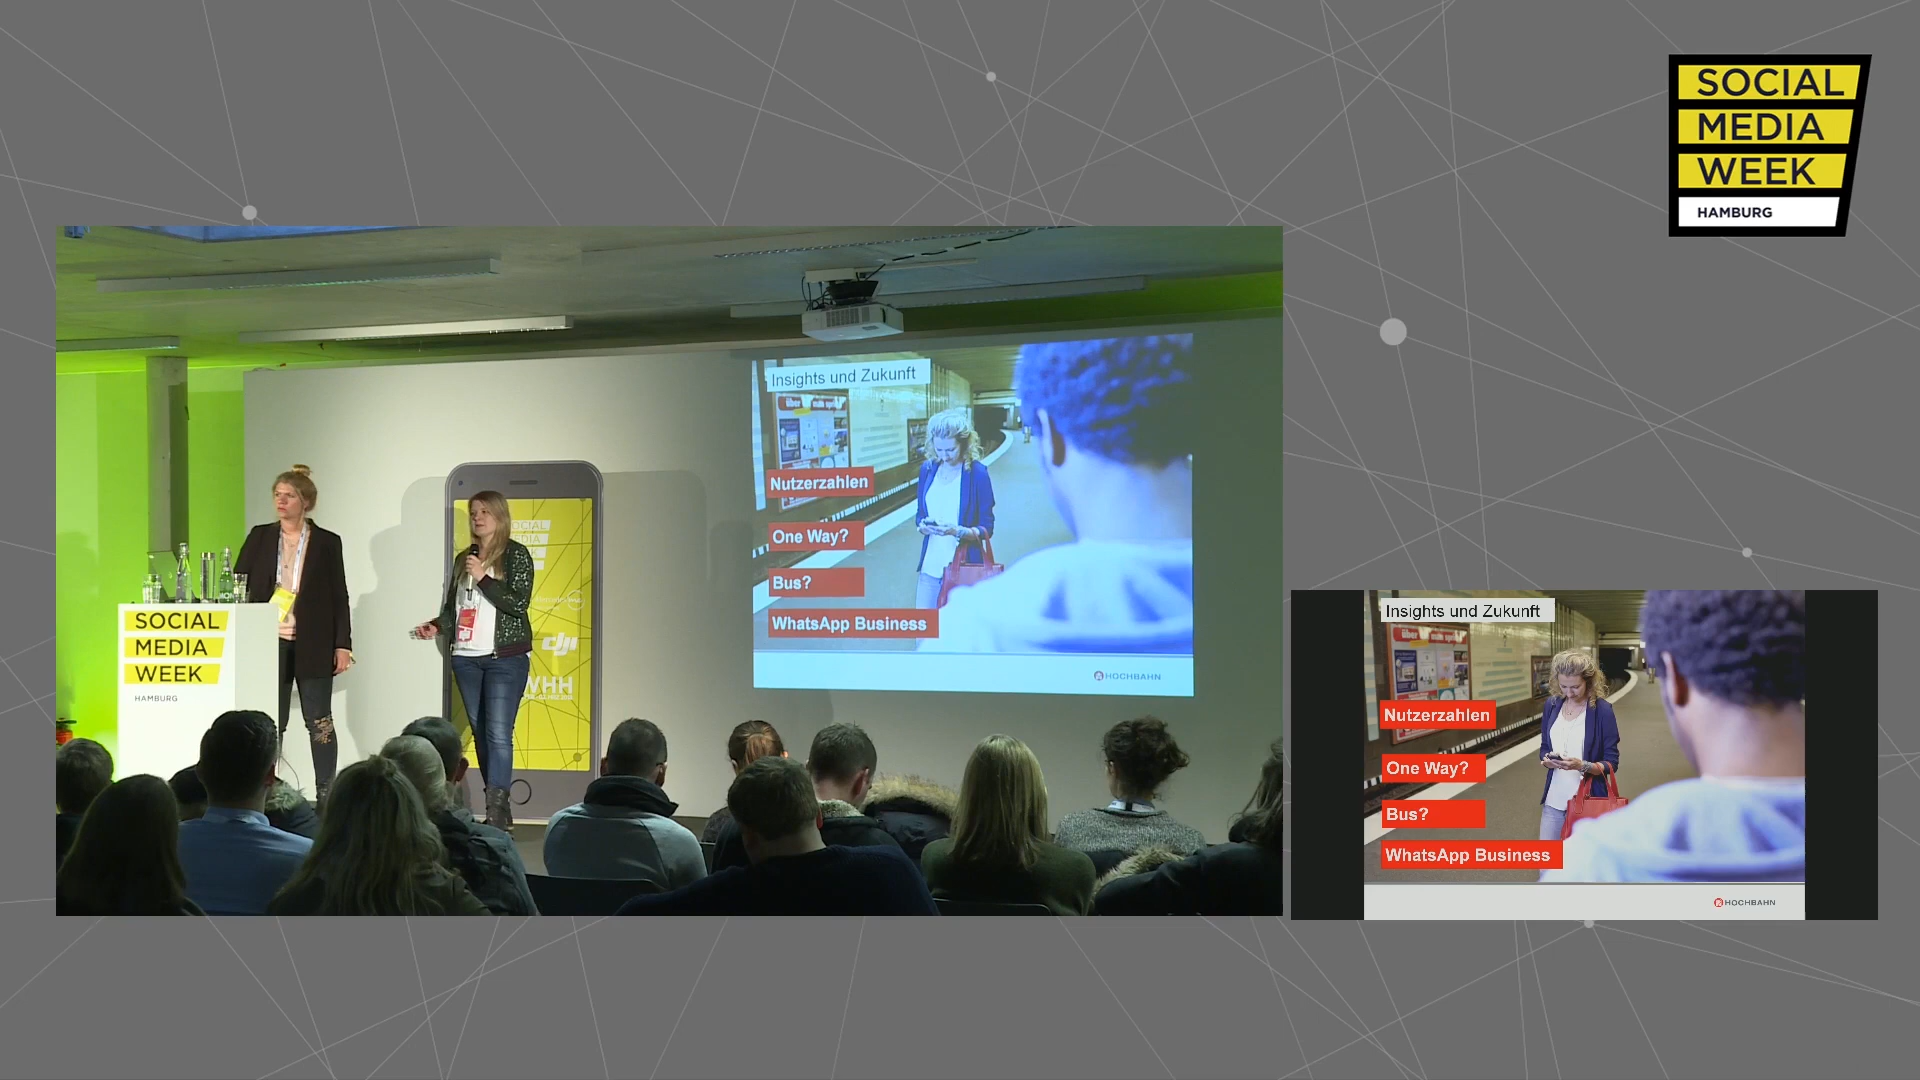 SOCIAL
MEDIA
WEEK
HAMBURG
Insights und Zukunft
Nutzerzahlen
One Way?
Bus?
WhatsApp Business
HOCHBAHN
SOCIAL
MEDIA
WEEK
HAMBURG
dji
Insights und Zukunft
Nutzerzahlen
One Way?
Bus?
WhatsApp Business
HOCHBAHN